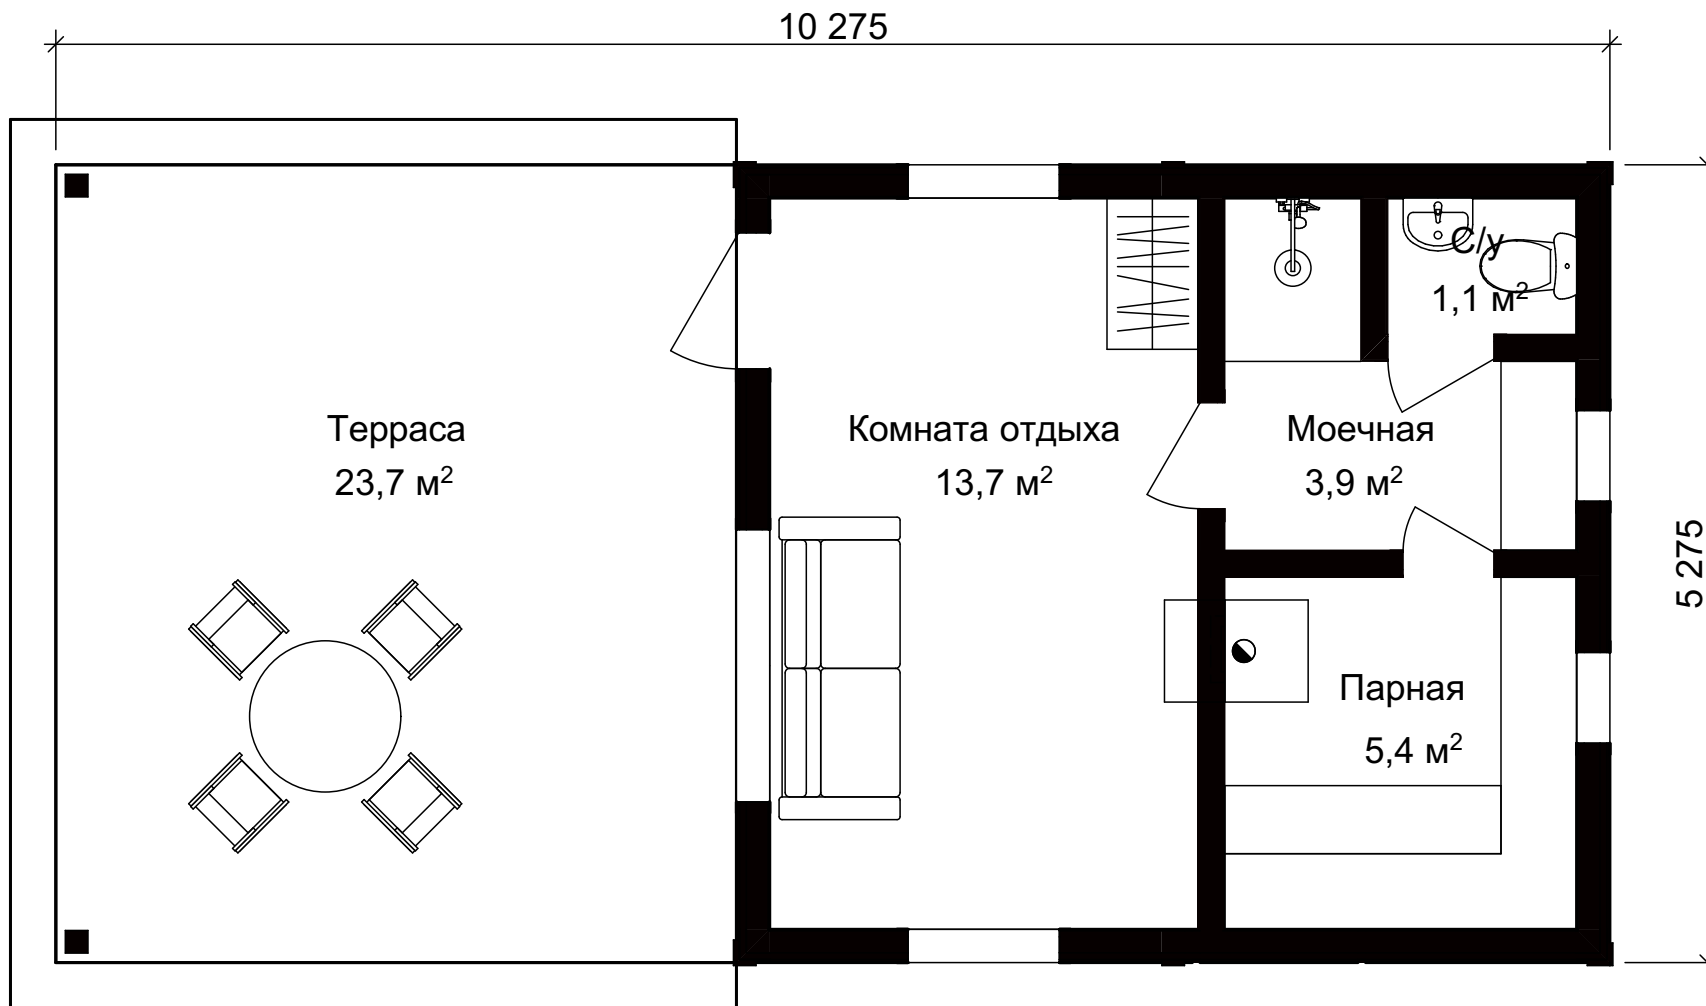 10 275
С/у
1,1 м²
Терраса
23,7 м²
Комната отдыха
13,7 м²
Моечная
3,9 м²
5 275
Парная
5,4 м²